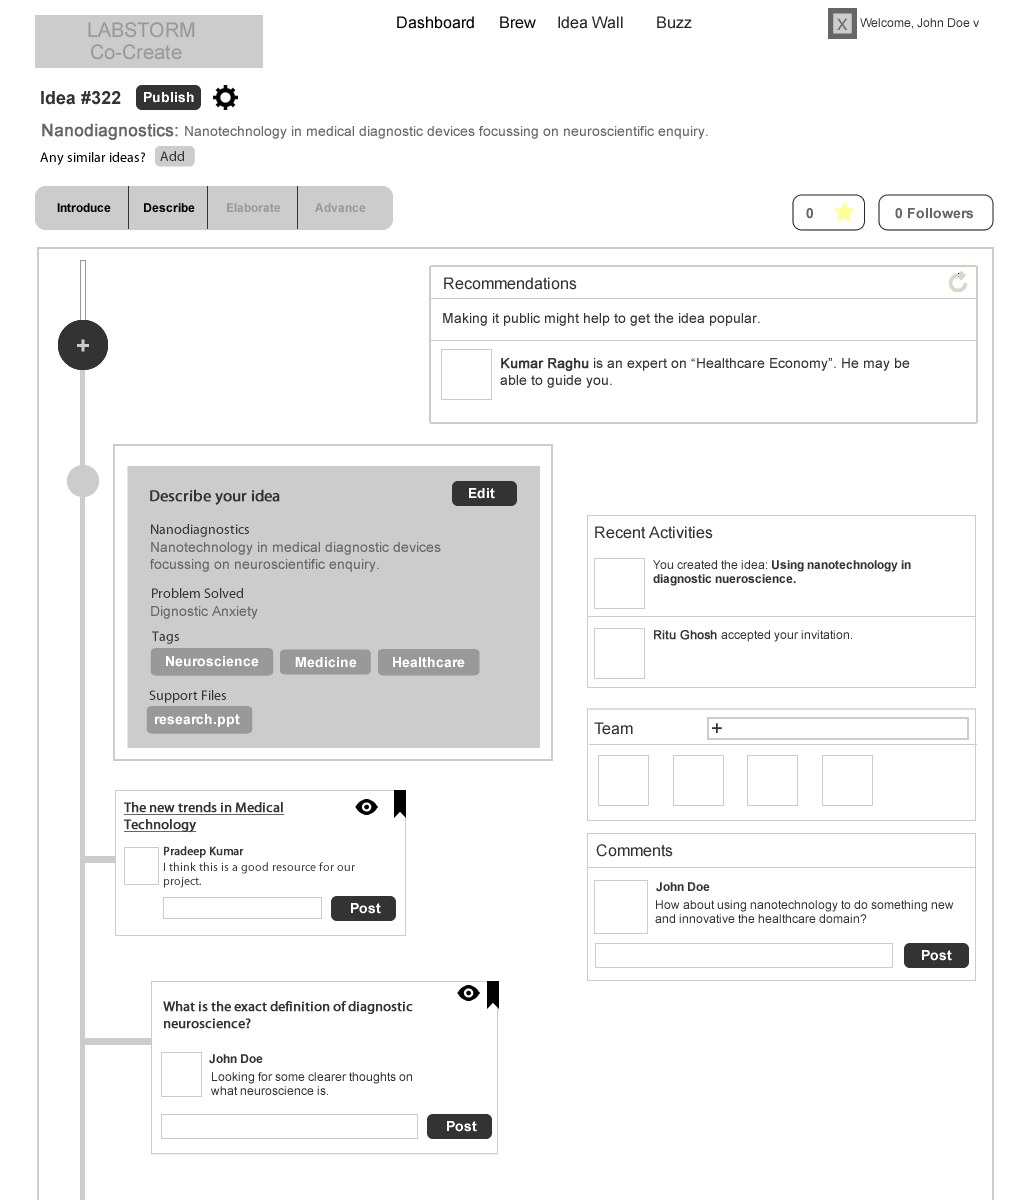 LABSTORM
Co-Create
Dashboard Brew Idea Wall Buzz
X Welcome, John Doe v
Idea #322 Publish
Nanodiagnostics: Nanotechnology in medical diagnostic devices focussing on neuroscientific enquiry.
Any similar ideas? Add
Introduce Describe Elaborate Advance
0 0 Followers
+
Recommendations
Making it public might help to get the idea popular.
Kumar Raghu is an expert on “Healthcare Economy”. He may be
able to guide you.
Describe your idea Edit
Nanodiagnostics
Nanotechnology in medical diagnostic devices
focussing on neuroscientific enquiry.
Problem Solved
Dignostic Anxiety
Tags
Neuroscience Medicine Healthcare
Support Files
research.ppt
Recent Activities
You created the idea: Using nanotechnology in
diagnostic nueroscience.
Ritu Ghosh accepted your invitation.
Team +
Comments
John Doe
How about using nanotechnology to do something new
and innovative the healthcare domain?
Post
The new trends in Medical
Technology
Pradeep Kumar
I think this is a good resource for our
project.
Post
What is the exact definition of diagnostic
neuroscience?
John Doe
Looking for some clearer thoughts on
what neuroscience is.
Post